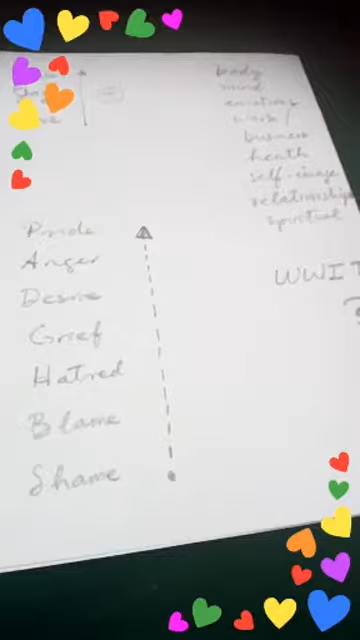 body
mind
emotions
work/
business
health
self-image
relationships
spiritual
WWIT
?
Pride
Anger
Desire
Grief
Hatred
Blame
Shame